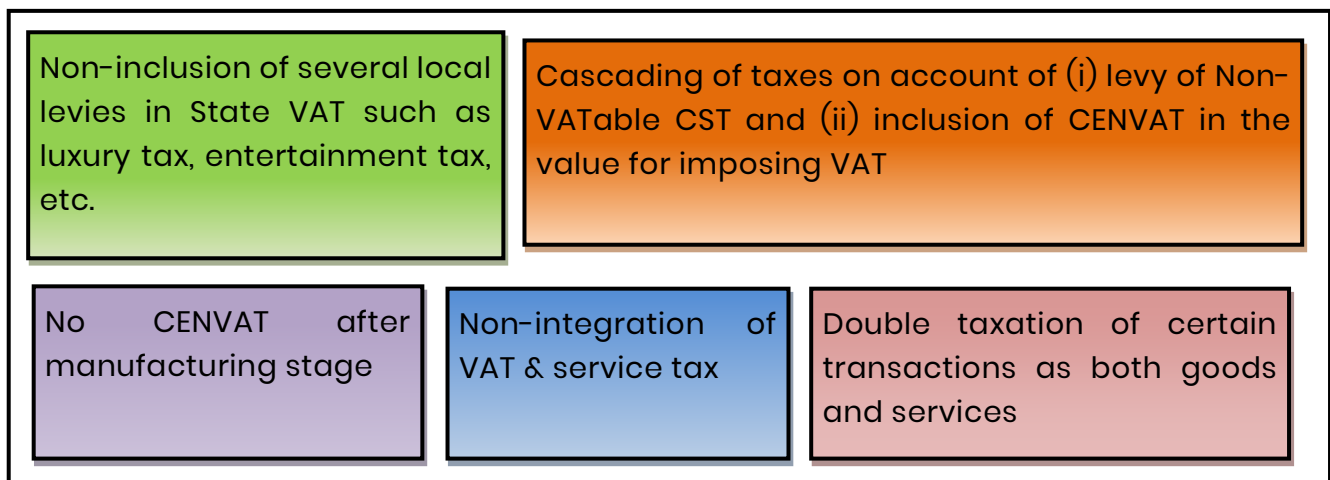 Non-inclusion of several local
levies in State VAT such as
luxury tax, entertainment tax,
etc.
Cascading of taxes on account of (i) levy of Non-
VATable CST and (ii) inclusion of CENVAT in the
value for imposing VAT
No CENVAT after
manufacturing stage
Non-integration of
VAT & service tax
Double taxation of certain
transactions as both goods
and services